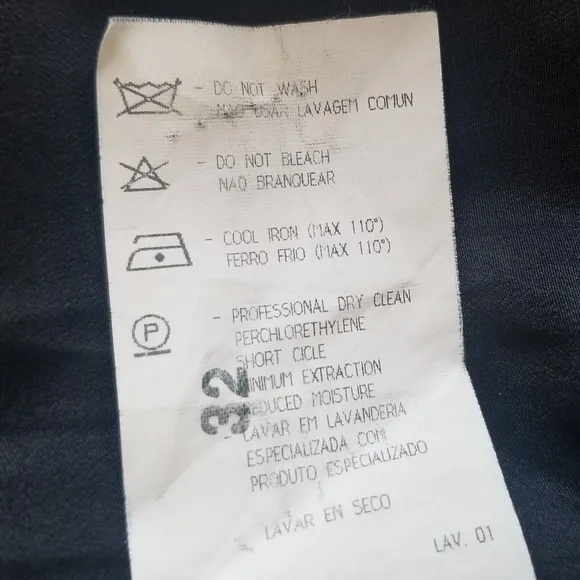 - DO NOT WASH
NÃO USAR LAVAGEM COMUN
- DO NOT BLEACH
NAO BRANQUEAR
- COOL IRON (MAX 110°)
FERRO FRIO (MAX 110°)
P
- PROFESSIONAL DRY CLEAN
PERCHLORETHYLENE
SHORT CICLE
MINIMUM EXTRACTION
REDUCED MOISTURE
32
- LAVAR EM LAVANDERIA
ESPECIALIZADA COM
PRODUTO ESPECIALIZADO
LAVAR EN SECO
LAV. 01